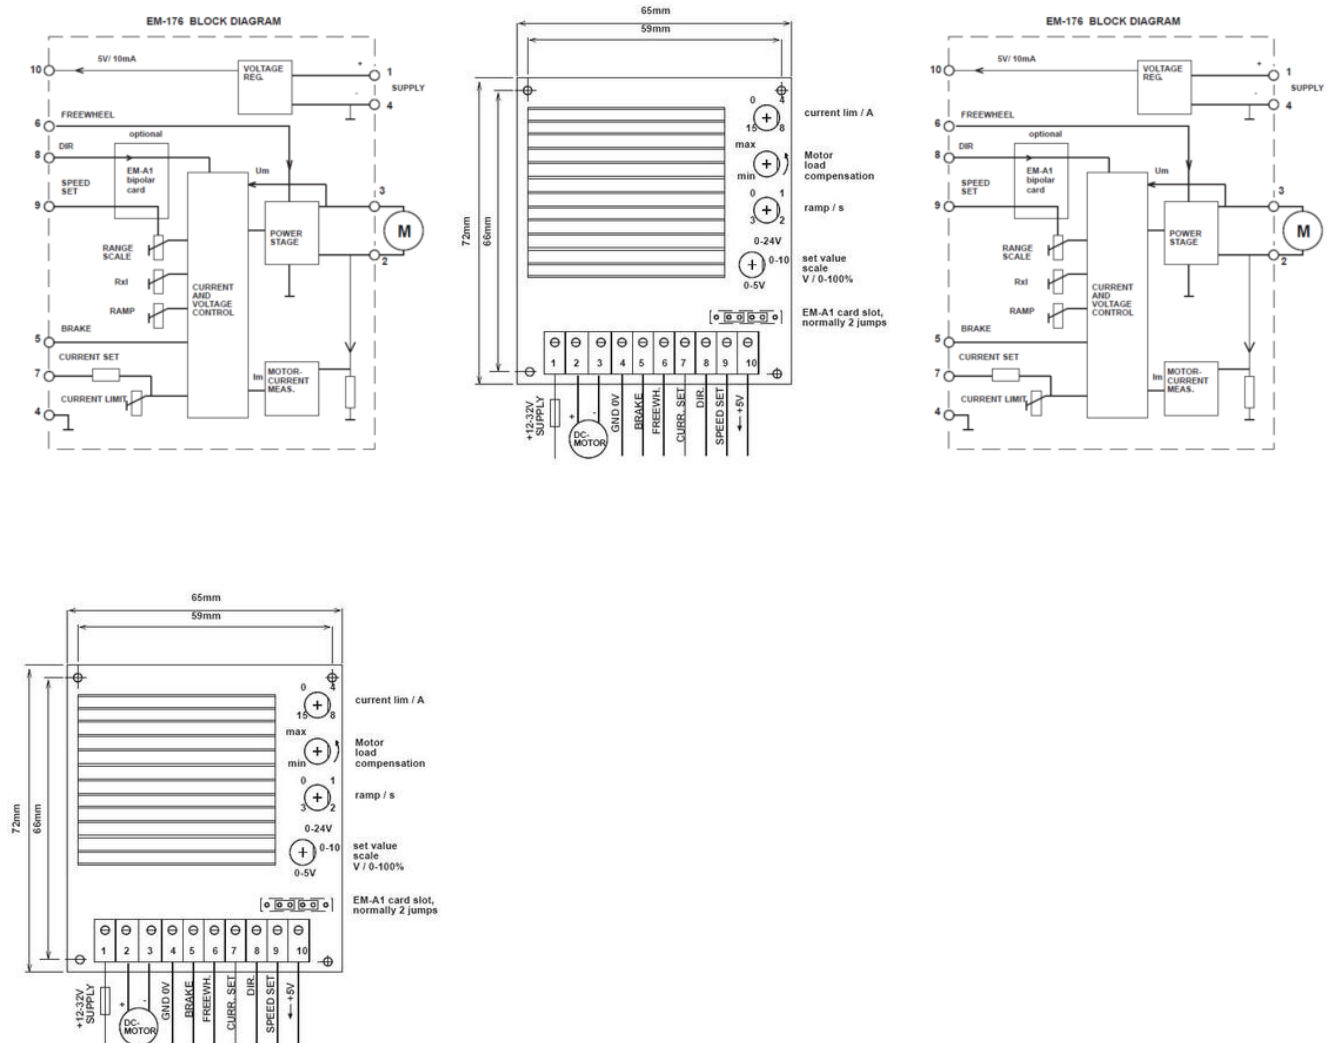 EM-176 BLOCK DIAGRAM
5V/ 10mA
10
VOLTAGE
REG.
+
1
SUPPLY
-
4
6
FREEWHEEL
optional
8
DIR
EM-A1
bipolar
card
Um
SPEED
SET
9
3
POWER
STAGE
M
2
RANGE
SCALE
RxI
RAMP
CURRENT
AND
VOLTAGE
CONTROL
BRAKE
5
CURRENT SET
7
Im
MOTOR-
CURRENT
MEAS.
CURRENT LIMIT
4
65mm
59mm
72mm
66mm
0 4
15 8
current lim / A
max
min
Motor
load
compensation
0 1
3 2
ramp / s
0-24V
0-10
0-5V
set value
scale
V / 0-100%
EM-A1 card slot,
normally 2 jumps
1 2 3 4 5 6 7 8 9 10
+12-32V
SUPPLY
+ -
DC-
MOTOR
GND 0V
BRAKE
FREEWH.
CURR. SET
DIR.
SPEED SET
+5V
EM-176 BLOCK DIAGRAM
5V/ 10mA
10
VOLTAGE
REG.
+
1
SUPPLY
-
4
6
FREEWHEEL
optional
8
DIR
EM-A1
bipolar
card
Um
SPEED
SET
9
3
POWER
STAGE
M
2
RANGE
SCALE
RxI
RAMP
CURRENT
AND
VOLTAGE
CONTROL
BRAKE
5
CURRENT SET
7
Im
MOTOR-
CURRENT
MEAS.
CURRENT LIMIT
4
65mm
59mm
72mm
66mm
0 4
15 8
current lim / A
max
min
Motor
load
compensation
0 1
3 2
ramp / s
0-24V
0-10
0-5V
set value
scale
V / 0-100%
EM-A1 card slot,
normally 2 jumps
1 2 3 4 5 6 7 8 9 10
+12-32V
SUPPLY
+ -
DC-
MOTOR
GND 0V
BRAKE
FREEWH.
CURR. SET
DIR.
SPEED SET
+5V